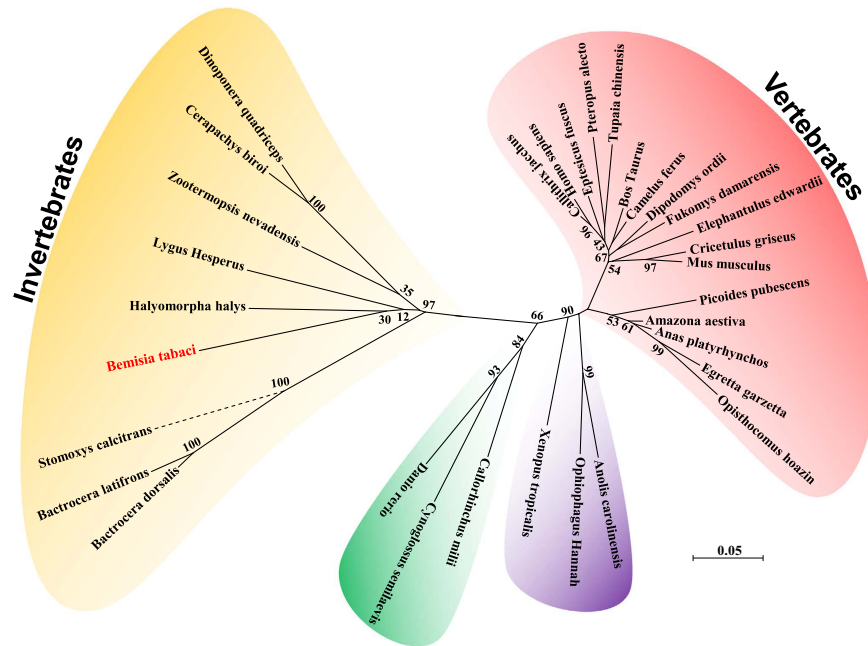 Invertebrates
Dinoponera quadriceps
Cerapachys biroi
100
Zootermopsis nevadensis
Lygus Hesperus
35
Halyomorpha halys
97
30
12
Bemisia tabaci
100
Stomoxys calcitrans
100
Bactrocera latifrons
Bactrocera dorsalis
Vertebrates
Callithrix jacchus
Homo sapiens
Eptesicus fuscus
Pteropus alecto
Tupaia chinensis
Bos Taurus
Camelus ferus
Dipodomys ordii
Fukomys damarensis
Elephantulus edwardii
Cricetulus griseus
Mus musculus
96
43
67
54
97
Picoides pubescens
Amazona aestiva
Anas platyrhynchos
Egretta garzetta
Opisthocomus hoazin
53
61
99
66
90
84
93
99
Danio rerio
Cynoglossus semilaevis
Callorhinchus milii
Xenopus tropicalis
Ophiophagus Hannah
Anolis carolinensis
0.05